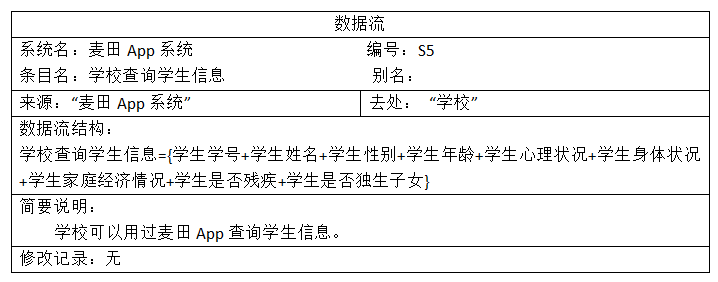 数据流
系统名：麦田 App 系统 编号：S5
条目名：学校查询学生信息 别名：
来源：“麦田 App 系统” 去处： “学校”
数据流结构：
学校查询学生信息={学生学号+学生姓名+学生性别+学生年龄+学生心理状况+学生身体状况
+学生家庭经济情况+学生是否残疾+学生是否独生子女}
简要说明：
学校可以用过麦田 App 查询学生信息。
修改记录：无